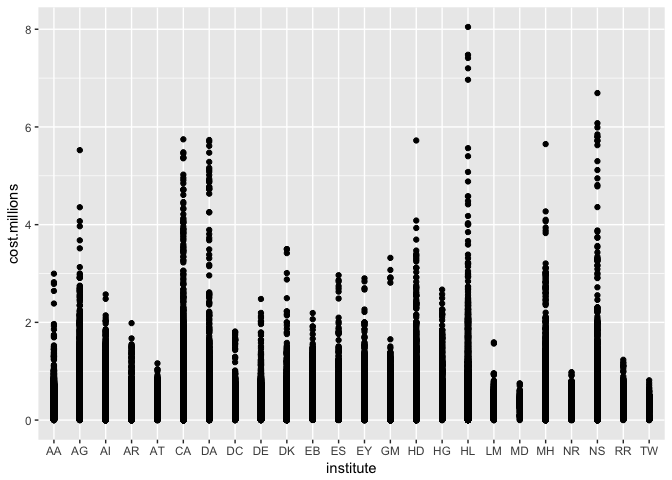 8
6
4
2
0
cost.millions
AA AG AI AR AT CA DA DC DE DK EB ES EY GM HD HG HL LM MD MH NR NS RR TW
institute